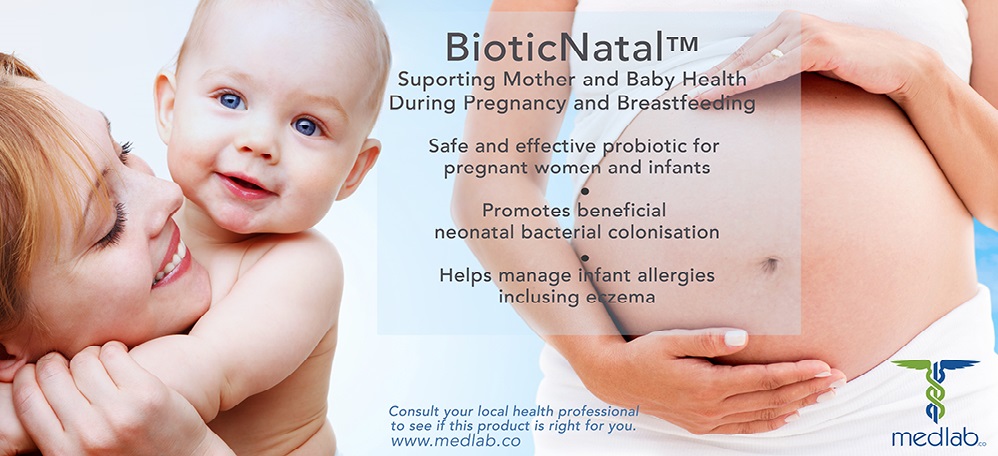 BioticNatal™
Suporting Mother and Baby Health
During Pregnancy and Breastfeeding
Safe and effective probiotic for
pregnant women and infants
•
Promotes beneficial
neonatal bacterial colonisation
•
Helps manage infant allergies
inclusing eczema
Consult your local health professional
to see if this product is right for you.
www.medlab.co
medlab.co